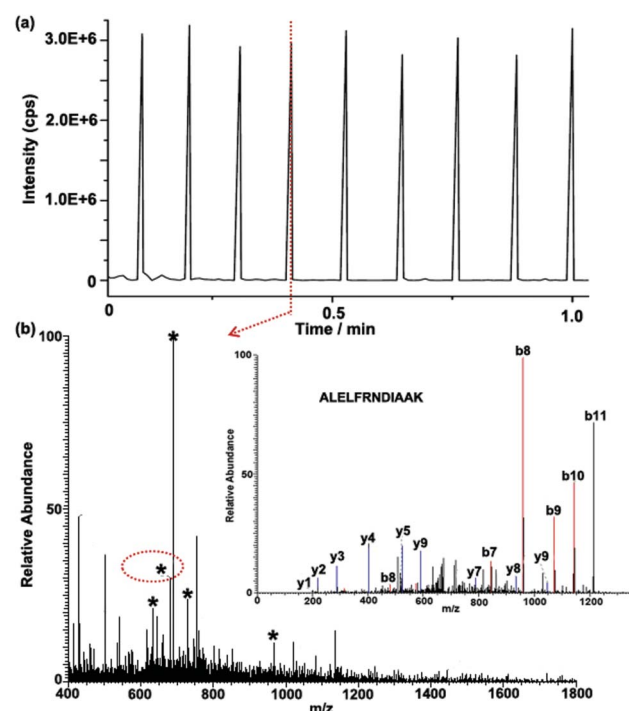 (a)
Intensity (cps)
3.0E+6
2.0E+6
1.0E+6
0
0 0.5 1.0
Time / min
(b)
Relative Abundance
100
50
0
400 600 800 1000 1200 1400 1600 1800
m/z
* * * * *
ALELFRNDIAAK
Relative Abundance
100
50
0
200 400 600 800 1000 1200
m/z
y1 y2 y3 y4 b8 y5 y9 y7 b7 y8 b8 y9 b9 b10 b11